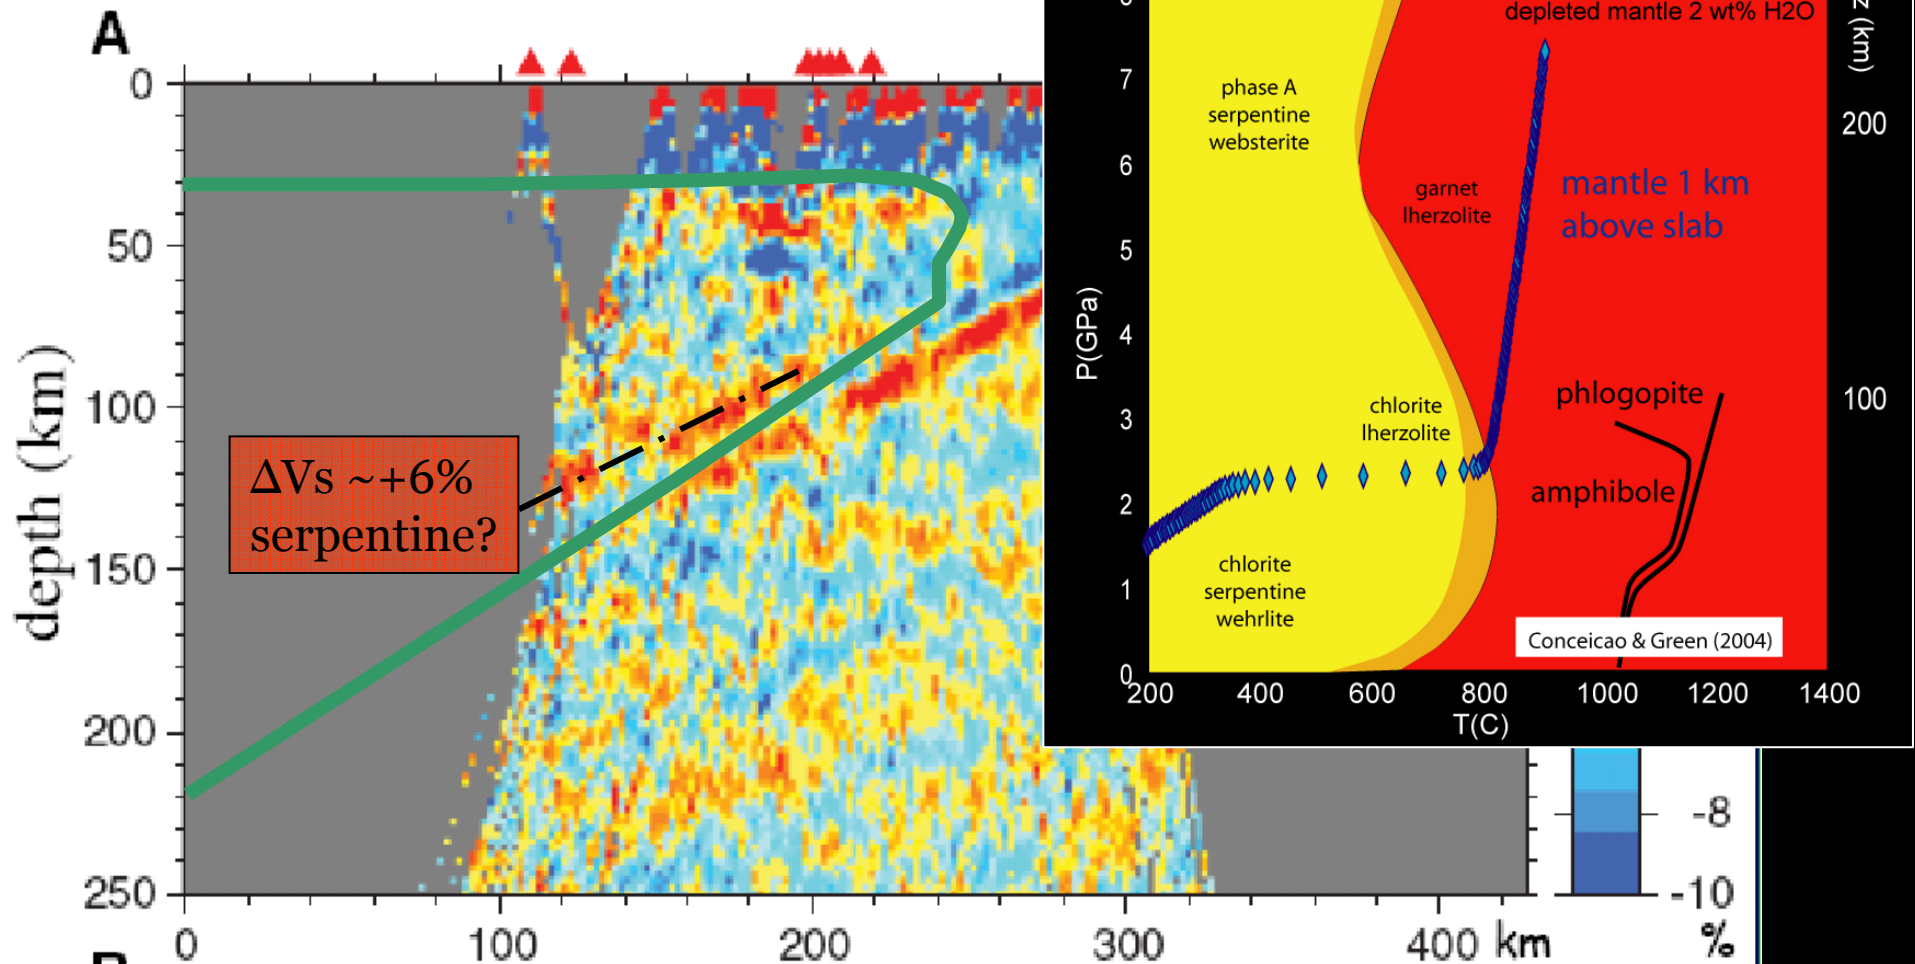 A
0
50
100
150
200
250
depth (km)
0
100
200
300
400 km
ΔVs ~+6%
serpentine?
-8
-10
%
depleted mantle 2 wt% H2O
z (km)
7
6
5
4
3
2
1
0
P(GPa)
200
100
phase A
serpentine
websterite
garnet
lherzolite
mantle 1 km
above slab
chlorite
lherzolite
phlogopite
amphibole
chlorite
serpentine
wehrlite
Conceicao & Green (2004)
200
400
600
800
1000
1200
1400
T(C)